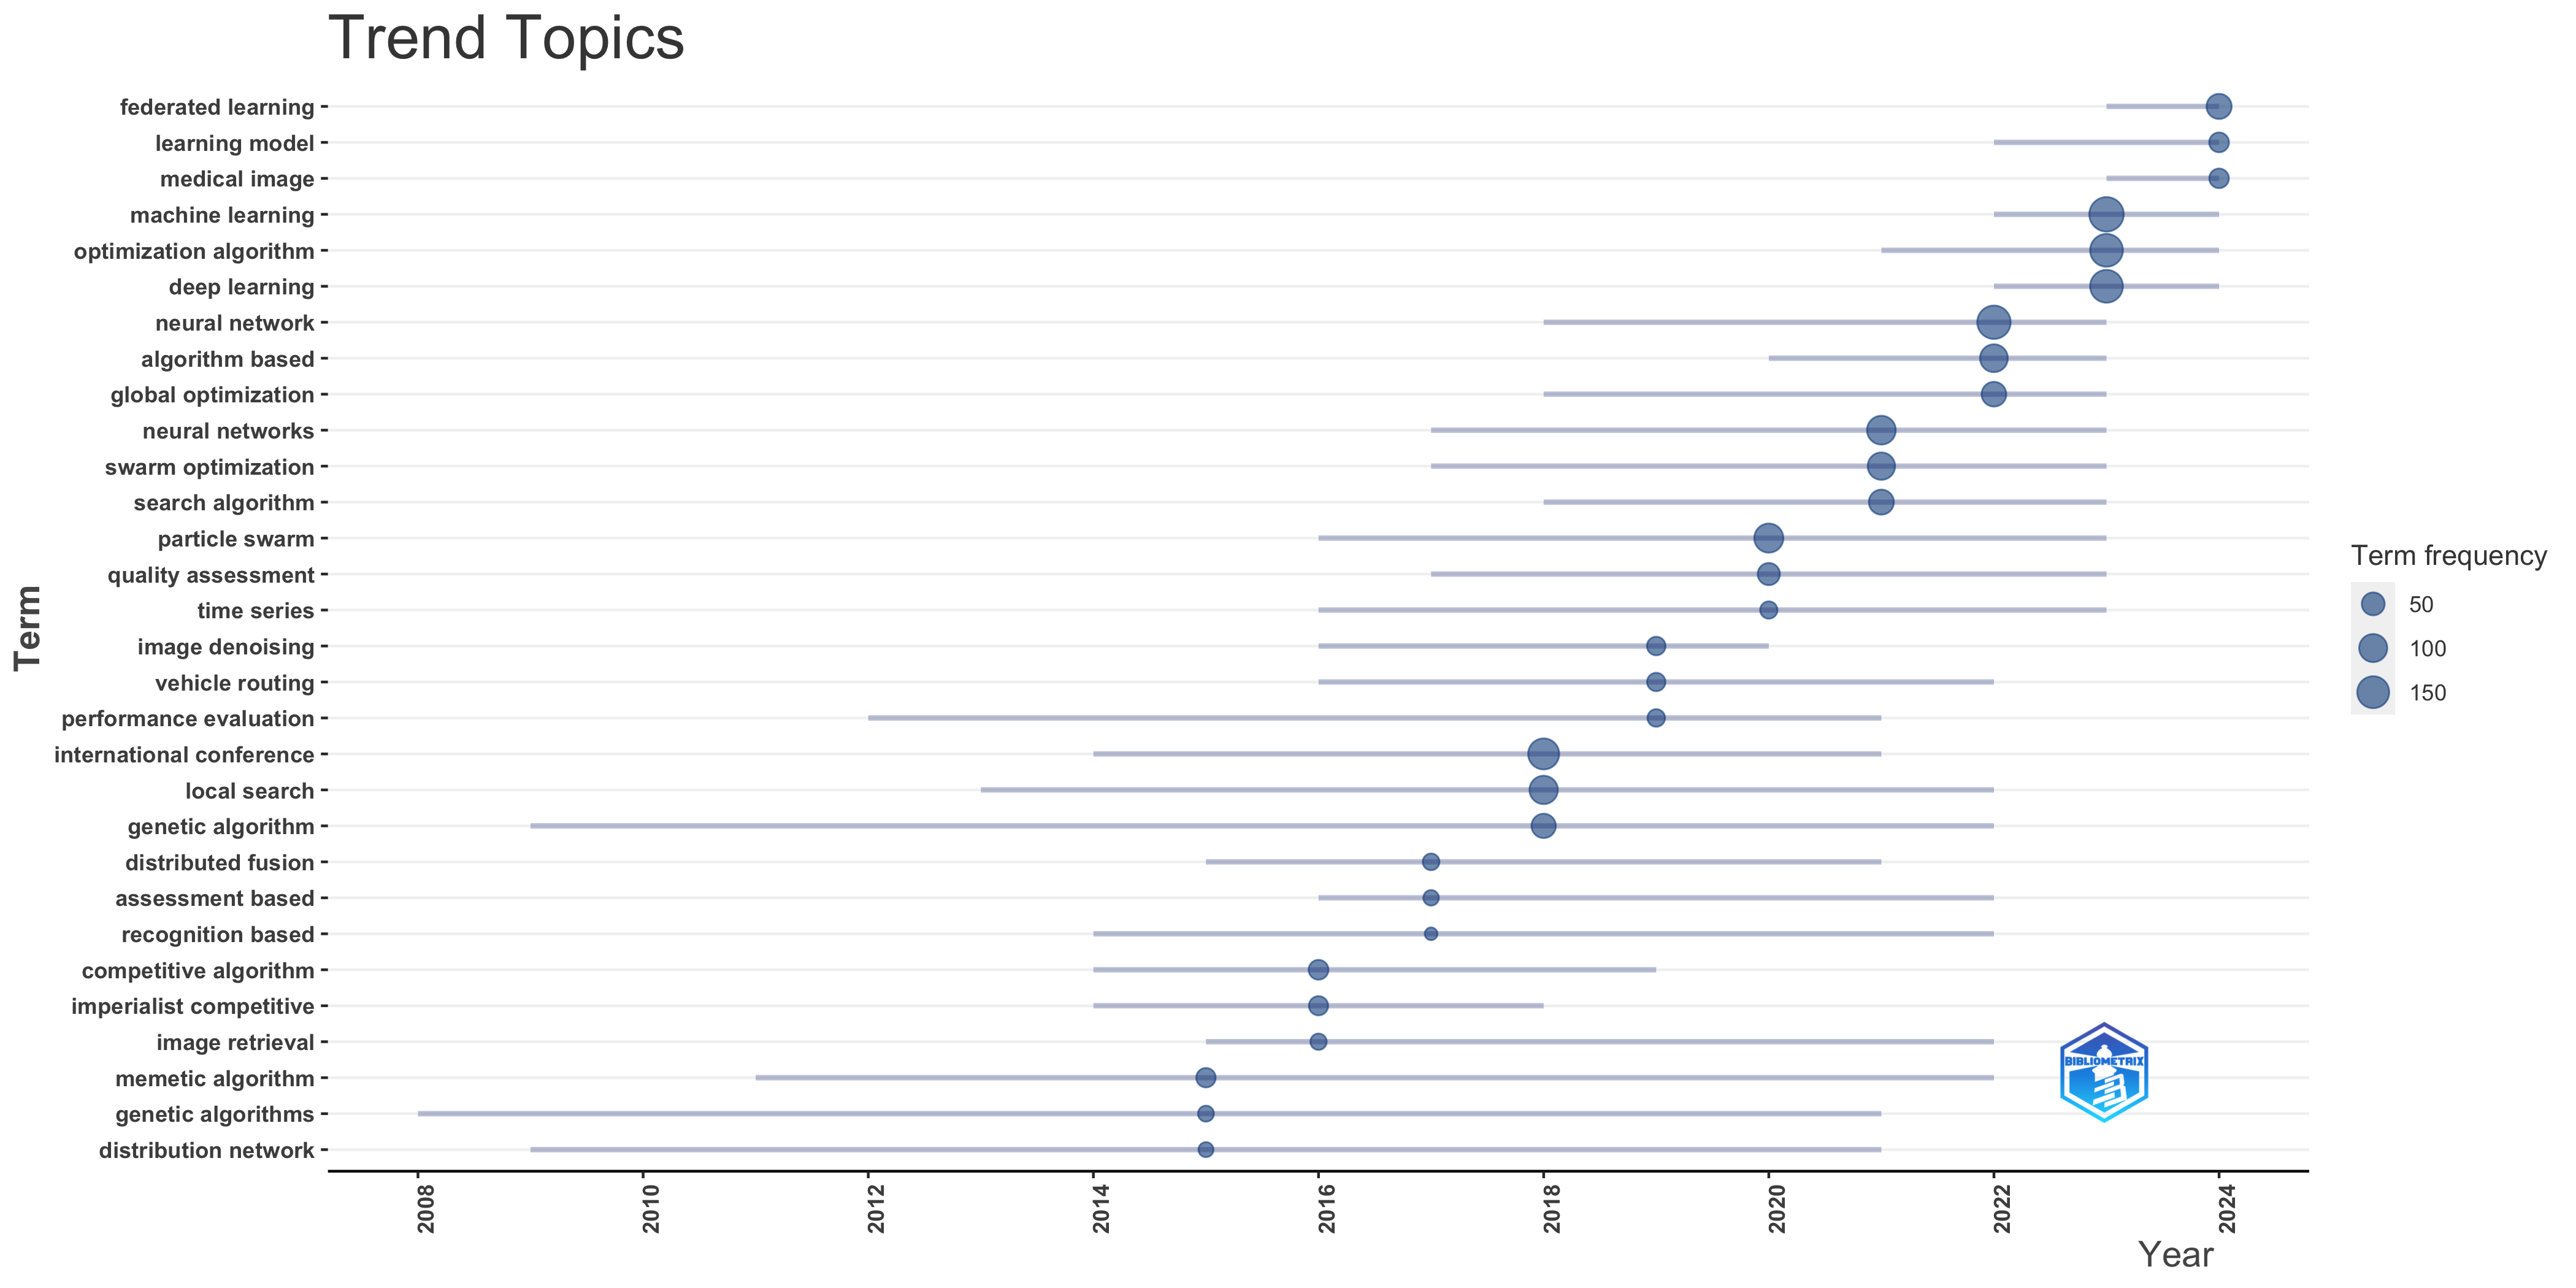 Trend Topics
federated learning
learning model
medical image
machine learning
optimization algorithm
deep learning
neural network
algorithm based
global optimization
neural networks
swarm optimization
search algorithm
particle swarm
quality assessment
time series
image denoising
vehicle routing
performance evaluation
international conference
local search
genetic algorithm
distributed fusion
assessment based
recognition based
competitive algorithm
imperialist competitive
image retrieval
memetic algorithm
genetic algorithms
distribution network
Term
2008
2010
2012
2014
2016
2018
2020
2022
2024
Year
Term frequency
50
100
150
BIBLIOMETRIX